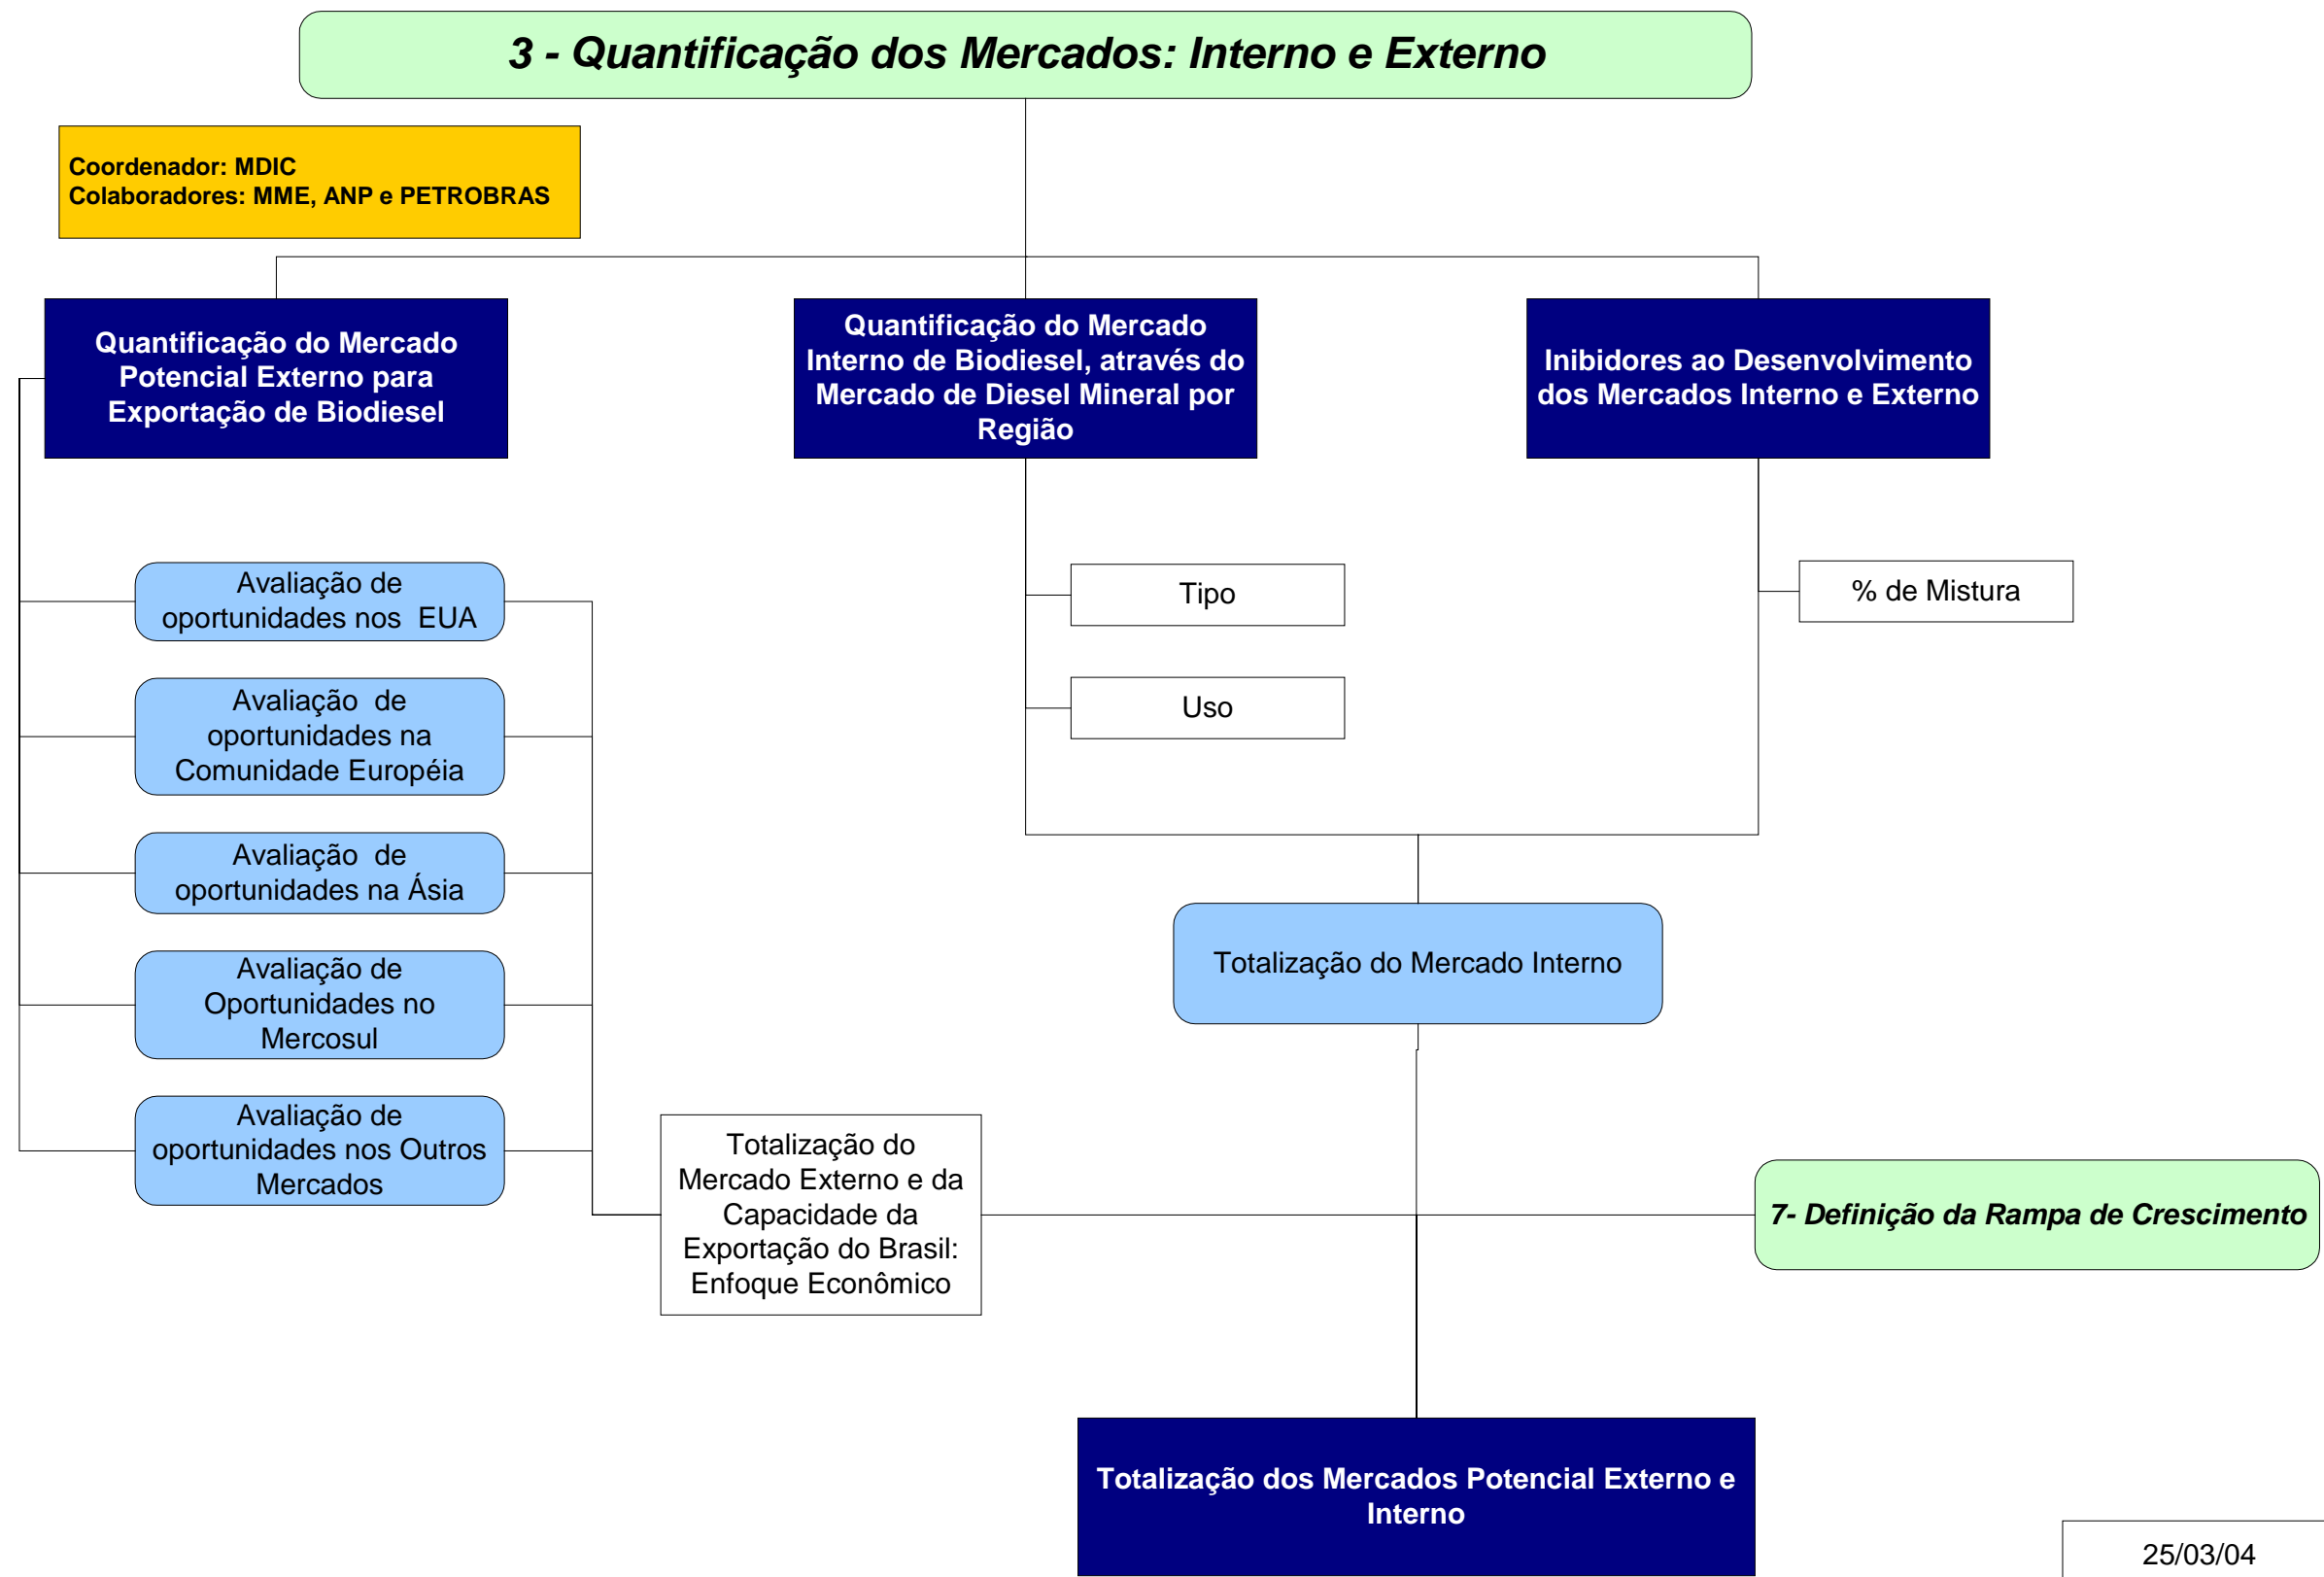 3 - Quantificação dos Mercados: Interno e Externo
Coordenador: MDIC
Colaboradores: MME, ANP e PETROBRAS
Quantificação do Mercado
Potencial Externo para
Exportação de Biodiesel
Quantificação do Mercado
Interno de Biodiesel, através do
Mercado de Diesel Mineral por
Região
Inibidores ao Desenvolvimento
dos Mercados Interno e Externo
Avaliação de
oportunidades nos EUA
Tipo
% de Mistura
Avaliação de
oportunidades na
Comunidade Européia
Uso
Avaliação de
oportunidades na Ásia
Totalização do Mercado Interno
Avaliação de
Oportunidades no
Mercosul
Avaliação de
oportunidades nos Outros
Mercados
Totalização do
Mercado Externo e da
Capacidade da
Exportação do Brasil:
Enfoque Econômico
7- Definição da Rampa de Crescimento
Totalização dos Mercados Potencial Externo e
Interno
25/03/04